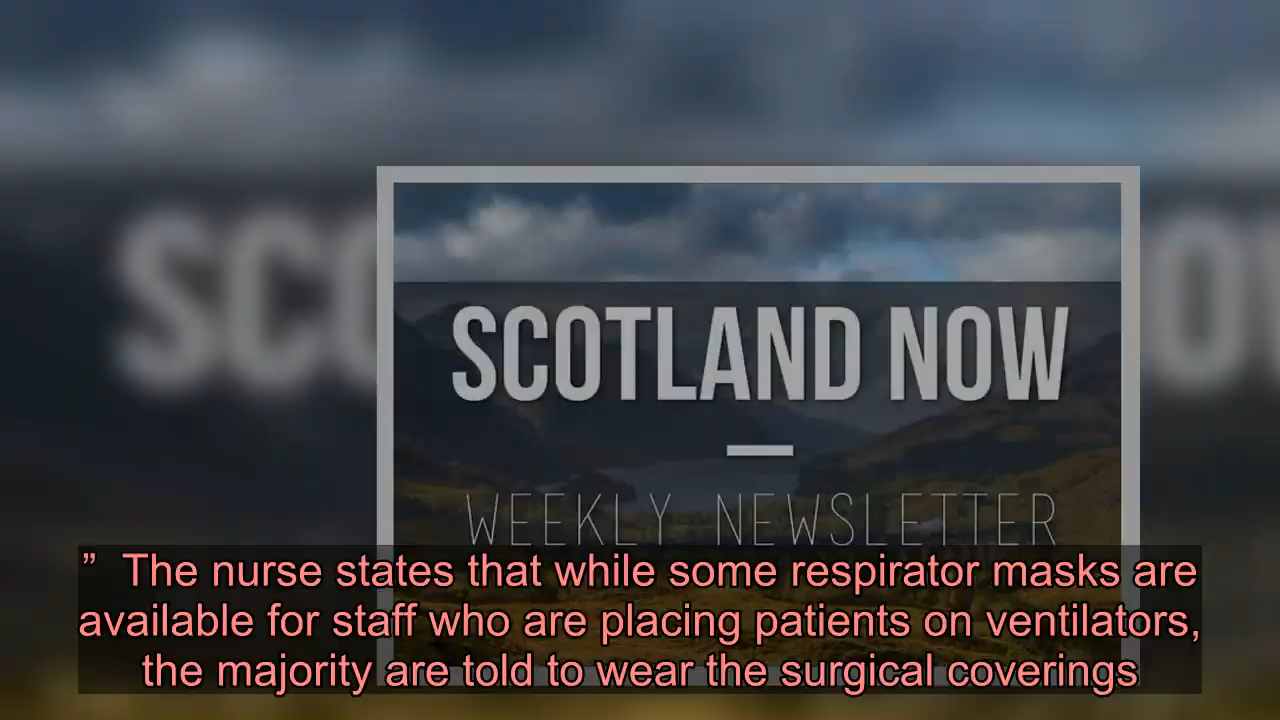 SCOTLAND NOW
WEEKLY NEWSLETTER
” The nurse states that while some respirator masks are
available for staff who are placing patients on ventilators,
the majority are told to wear the surgical coverings